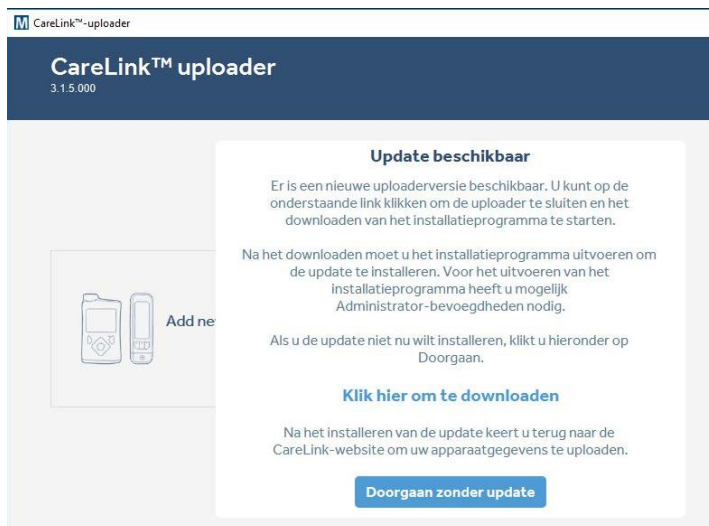 M CareLink™-uploader
CareLink™ uploader
3.1.5.000
Update beschikbaar
Er is een nieuwe uploaderversie beschikbaar. U kunt op de
onderstaande link klikken om de uploader te sluiten en het
downloaden van het installatieprogramma te starten.
Na het downloaden moet u het installatieprogramma uitvoeren om
de update te installeren. Voor het uitvoeren van het
installatieprogramma heeft u mogelijk
Administrator-bevoegdheden nodig.
Add ne
Als u de update niet nu wilt installeren, klikt u hieronder op
Doorgaan.
Klik hier om te downloaden
Na het installeren van de update keert u terug naar de
CareLink-website om uw apparaatgegevens te uploaden.
Doorgaan zonder update